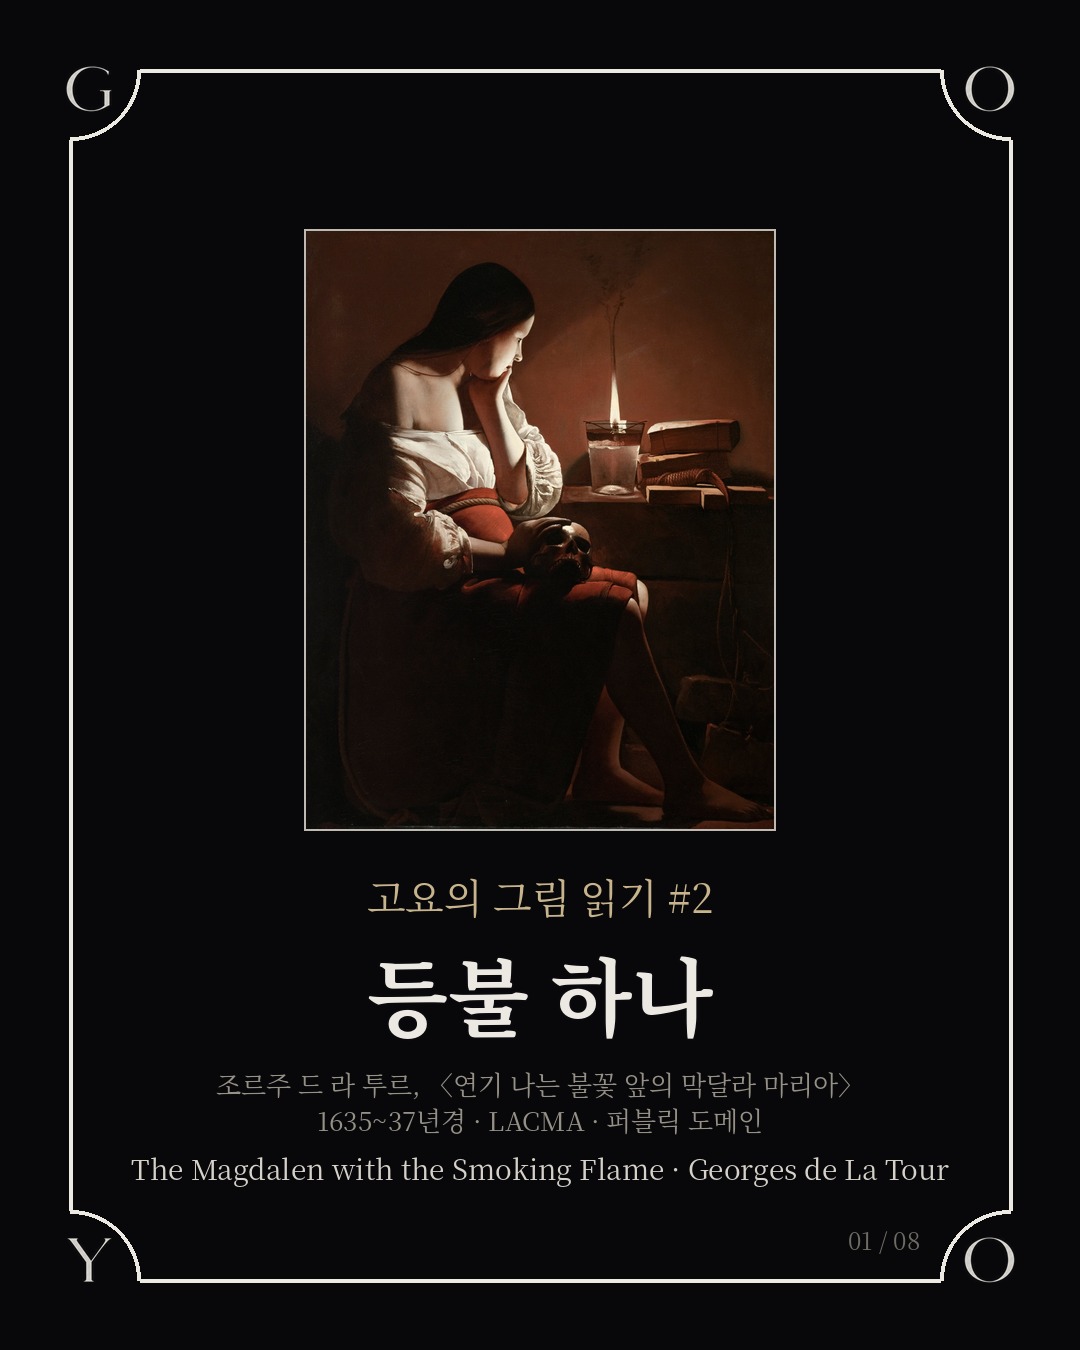 G O
고요의 그림 읽기 #2
등불 하나
조르주 드 라 투르, 〈연기 나는 불꽃 앞의 막달라 마리아〉
1635~37년경 · LACMA · 퍼블릭 도메인
The Magdalen with the Smoking Flame · Georges de La Tour
01 / 08
Y O